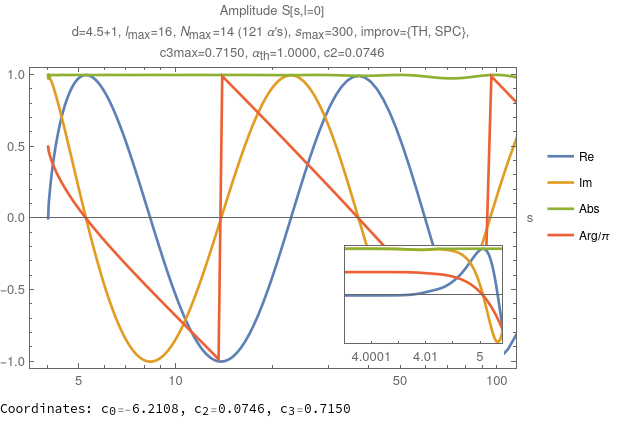 Amplitude S[s,l=0]
d=4.5+1, lmax=16, Nmax=14 (121 α's), smax=300, improv={TH, SPC},
c3max=0.7150, αth=1.0000, c2=0.0746
1.0
0.5
0.0
-0.5
-1.0
5
10
50
100
s
4.0001
4.01
5
Re
Im
Abs
Arg/π
Coordinates: c0=-6.2108, c2=0.0746, c3=0.7150